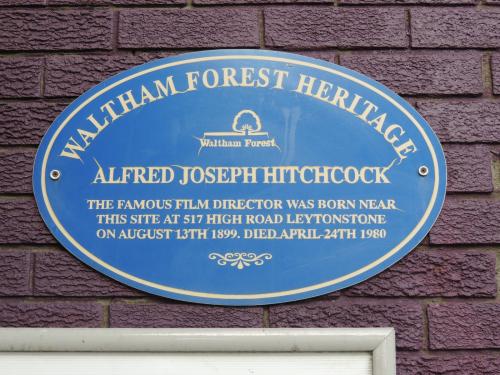 WALTHAM FOREST HERITAGE
Waltham Forest
ALFRED JOSEPH HITCHCOCK
THE FAMOUS FILM DIRECTOR WAS BORN NEAR
THIS SITE AT 517 HIGH ROAD LEYTONSTONE
ON AUGUST 13TH 1899. DIED APRIL 24TH 1980